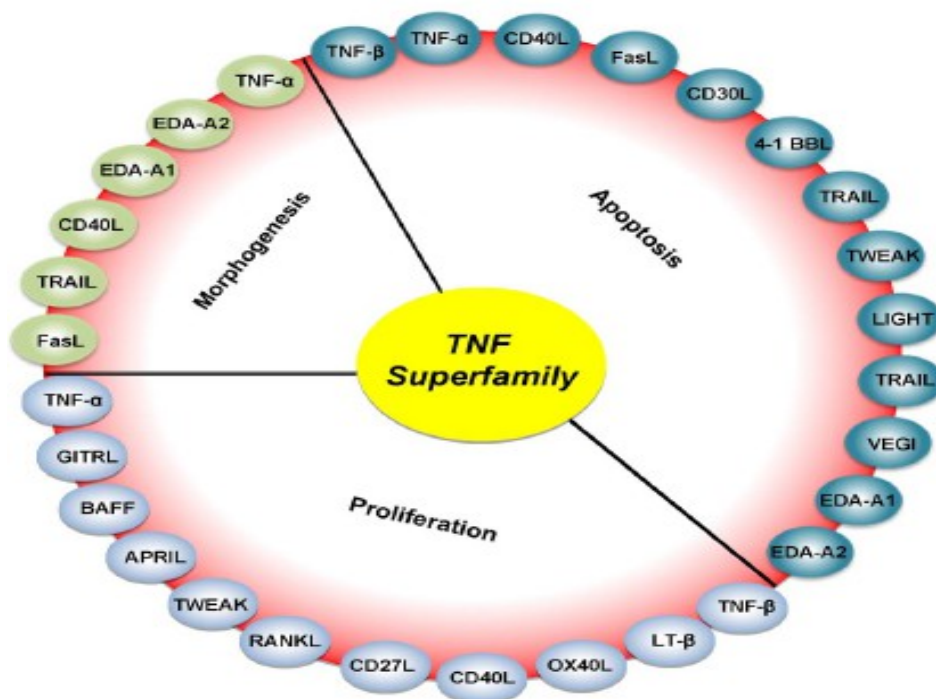 TNF-β
TNF-α
CD40L
FasL
CD30L
4-1 BBL
TRAIL
TWEAK
LIGHT
TRAIL
VEGI
EDA-A1
EDA-A2
Apoptosis
TNF-α
EDA-A2
EDA-A1
CD40L
TRAIL
FasL
Morphogenesis
TNF
Superfamily
TNF-α
GITRL
BAFF
APRIL
TWEAK
RANKL
CD27L
CD40L
OX40L
LT-β
TNF-β
Proliferation